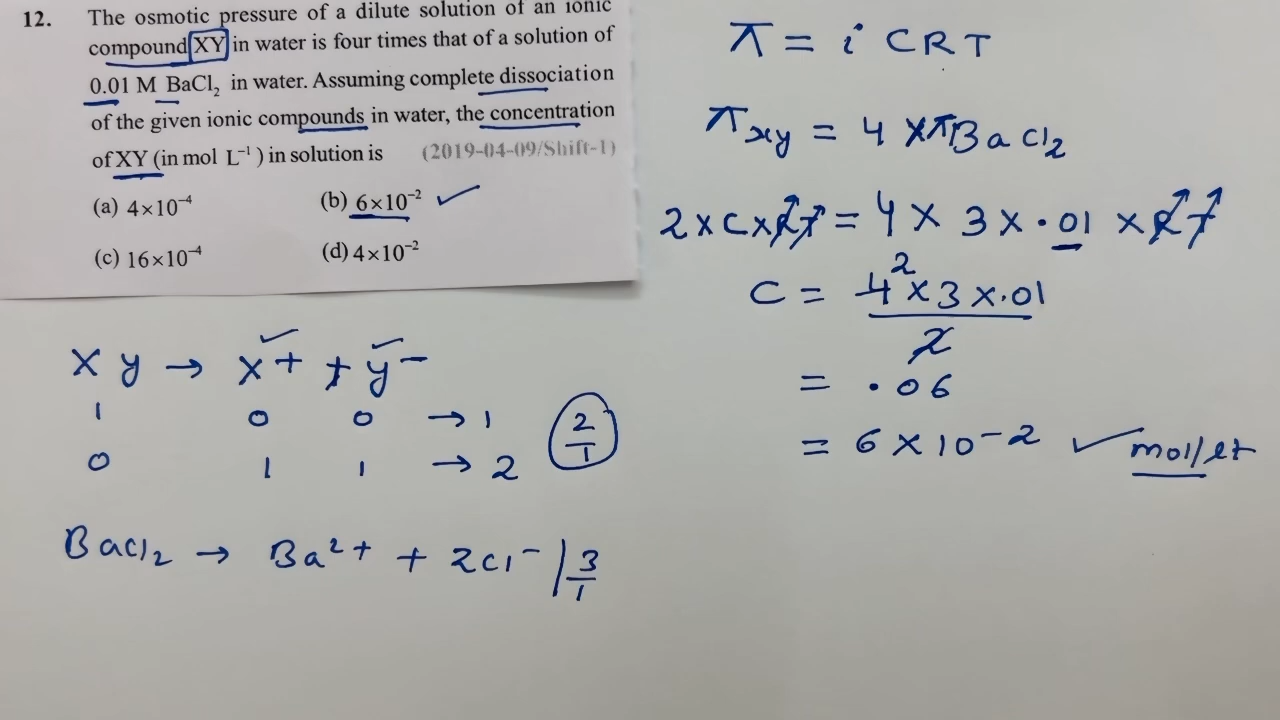 12. The osmotic pressure of a dilute solution of an ionic
compound XY in water is four times that of a solution of
0.01 M BaCl₂ in water. Assuming complete dissociation
of the given ionic compounds in water, the concentration
of XY (in mol L⁻¹) in solution is (2019-04-09/Shift-1)
(a) 4×10⁻⁴ (b) 6×10⁻² ✓
(c) 16×10⁻⁴ (d) 4×10⁻²
xy → x⁺ + y⁻
1 0 0 → 1
0 1 1 → 2
2/1
BaCl₂ → Ba²⁺ + 2Cl⁻ | 3/1
π = i CRT
πxy = 4 × πBaCl₂
2 × C × RT = 4 × 3 × .01 × RT
C = 4² × 3 × .01
2
= .06
= 6 × 10⁻² ✓ mol/let